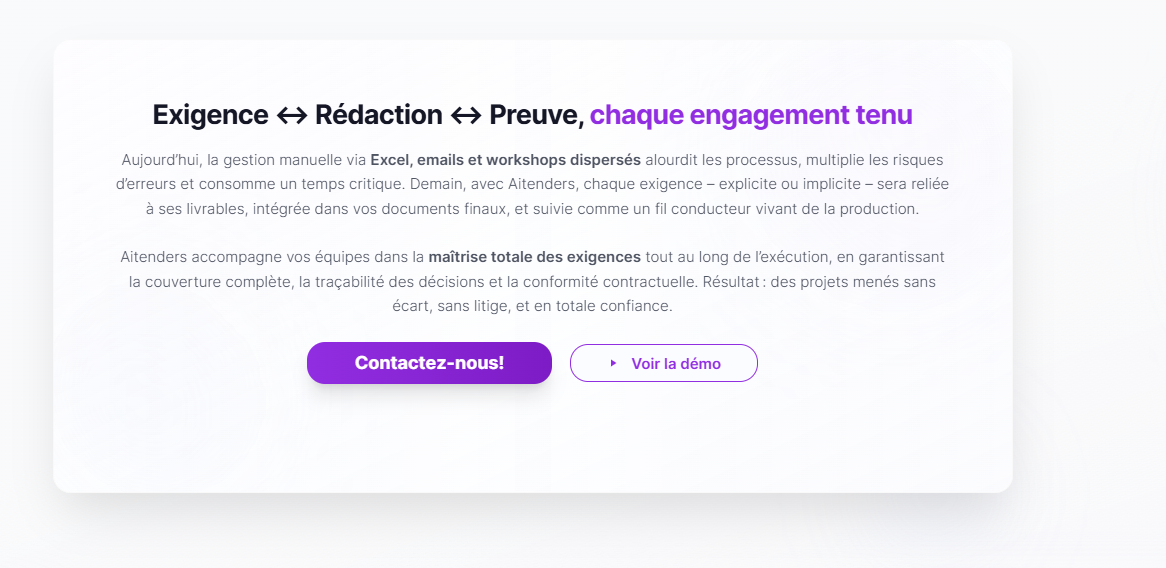 Exigence ↔ Rédaction ↔ Preuve, chaque engagement tenu
Aujourd’hui, la gestion manuelle via Excel, emails et workshops dispersés alourdit les processus, multiplie les risques
d’erreurs et consomme un temps critique. Demain, avec Aitenders, chaque exigence – explicite ou implicite – sera reliée
à ses livrables, intégrée dans vos documents finaux, et suivie comme un fil conducteur vivant de la production.
Aitenders accompagne vos équipes dans la maîtrise totale des exigences tout au long de l’exécution, en garantissant
la couverture complète, la traçabilité des décisions et la conformité contractuelle. Résultat : des projets menés sans
écart, sans litige, et en totale confiance.
Contactez-nous!
Voir la démo